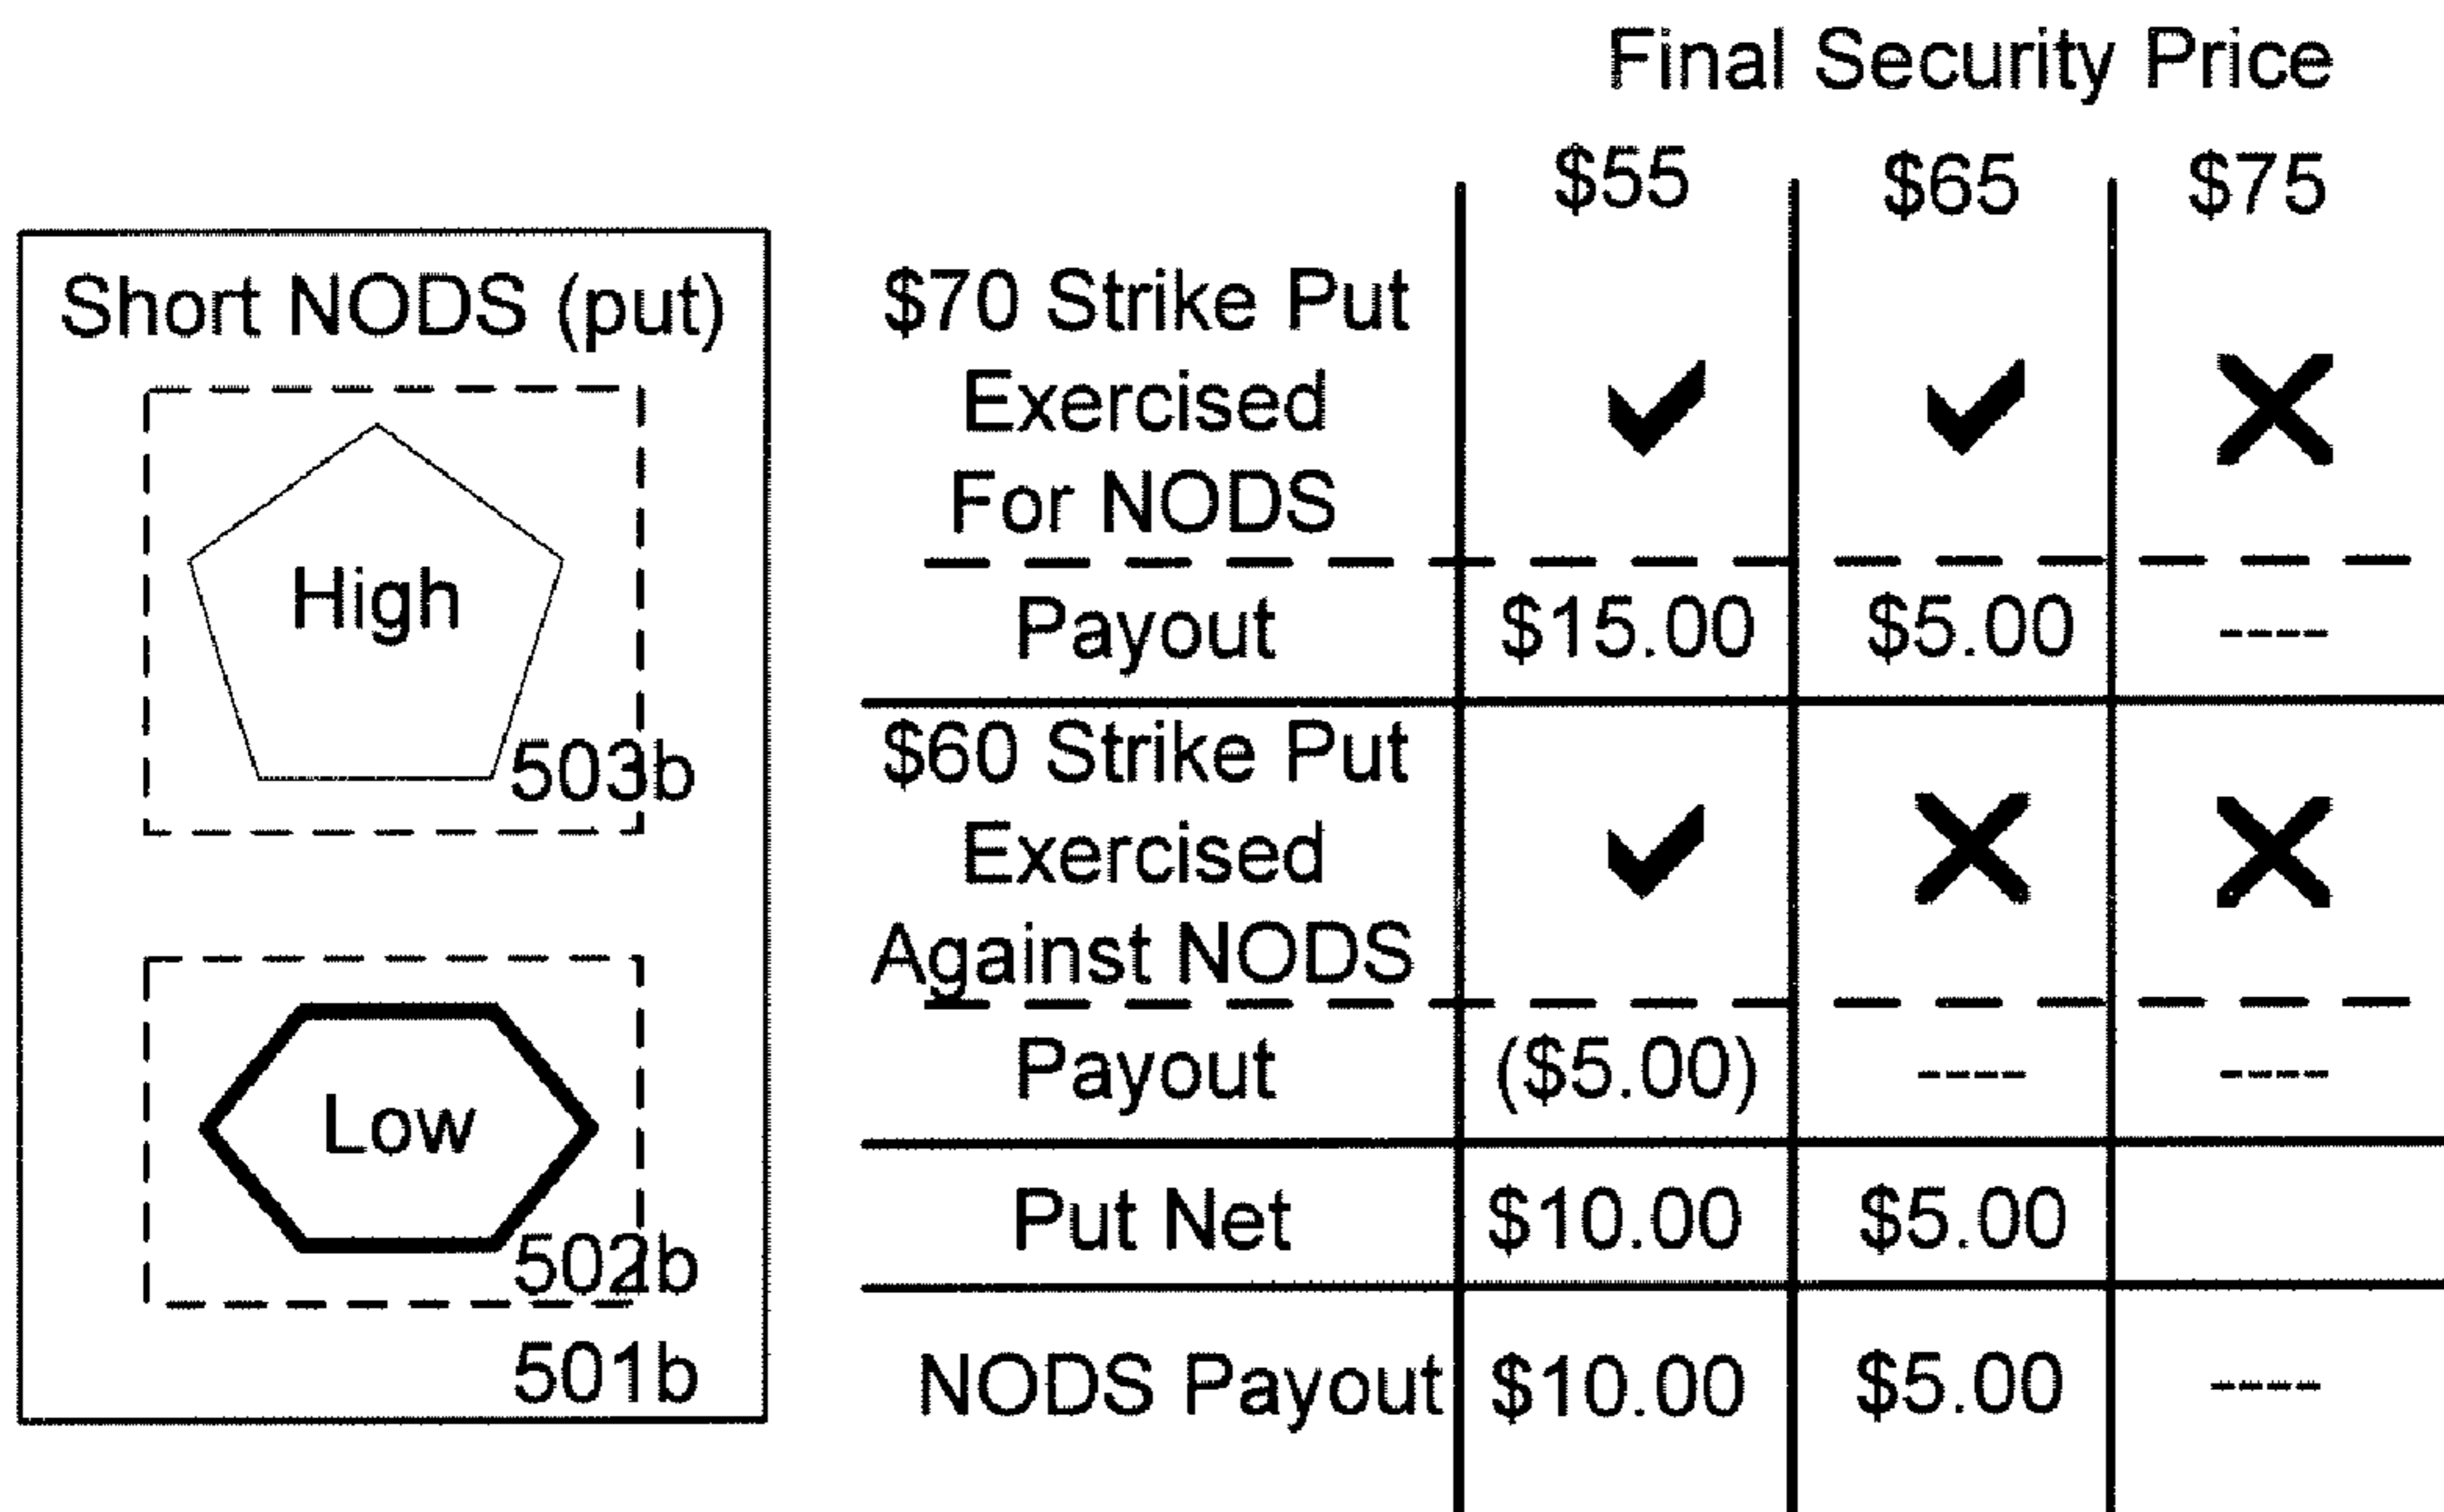 Final Security Price
$55 $65 $75
Short NODS (put)
High
503b
Low
502b
501b
$70 Strike Put
Exercised
For NODS
Payout $15.00 $5.00 ----
$60 Strike Put
Exercised
Against NODS
Payout ($5.00) ---- ----
Put Net $10.00 $5.00
NODS Payout $10.00 $5.00 ----